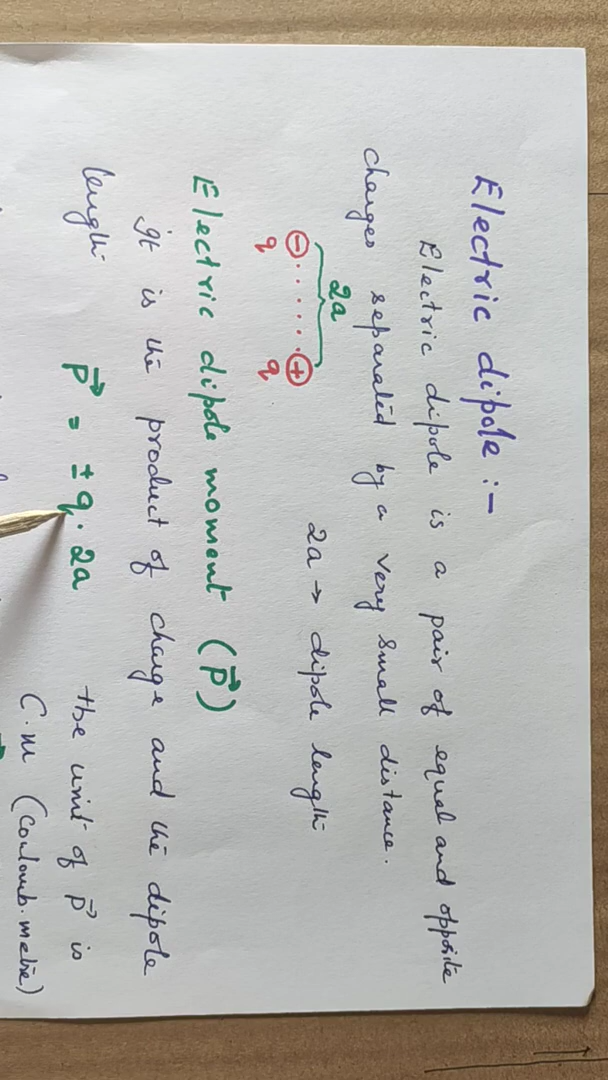 Electric dipole :-
Electric dipole is a pair of equal and opposite
charges separated by a very small distance.
2a
- +
q q
2a → dipole length
Electric dipole moment (p⃗)
It is the product of charge and the dipole
length
p⃗ = ± q · 2a the unit of p⃗ is
C.m (Coulomb.metre)